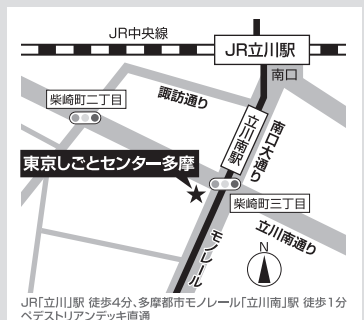 JR中央線
JR立川駅
南口
柴崎町二丁目
諏訪通り
南口大通り
立川南駅
東京しごとセンター多摩
柴崎町三丁目
立川南通り
モノレール
N
JR「立川」駅 徒歩4分、多摩都市モノレール「立川南」駅 徒歩1分
ペデストリアンデッキ直通